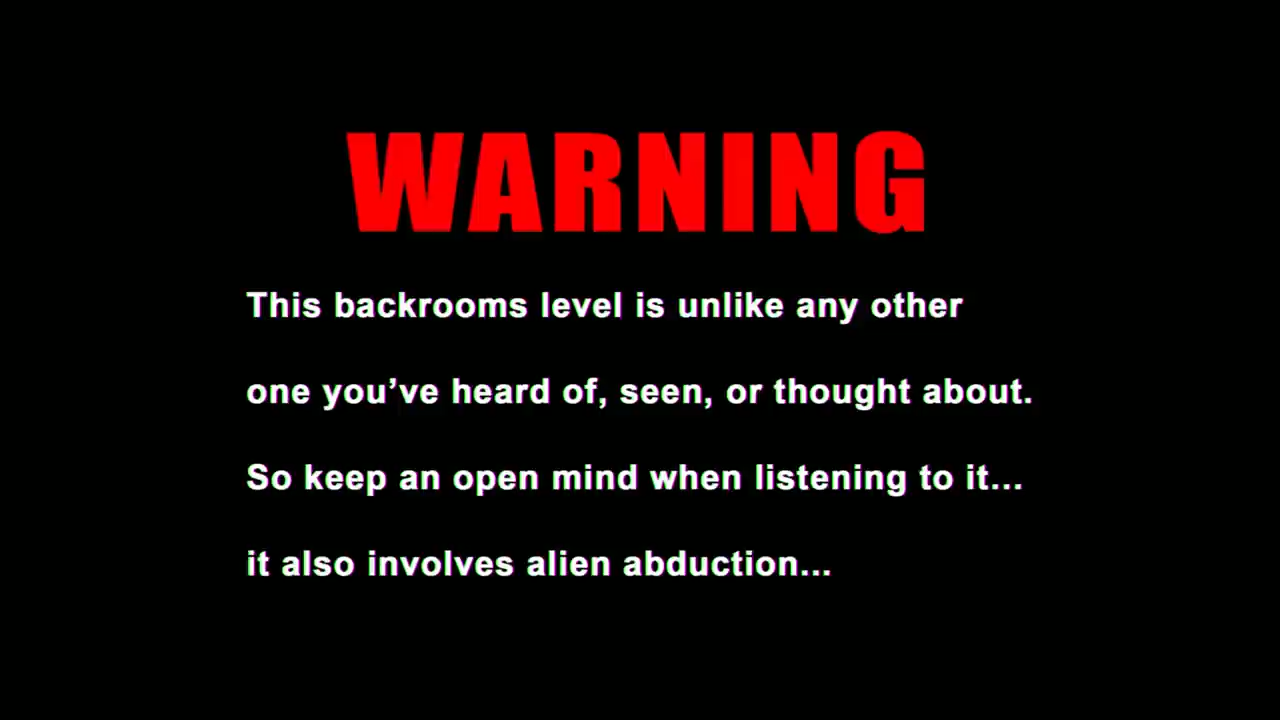 WARNING
This backrooms level is unlike any other
one you’ve heard of, seen, or thought about.
So keep an open mind when listening to it...
it also involves alien abduction...